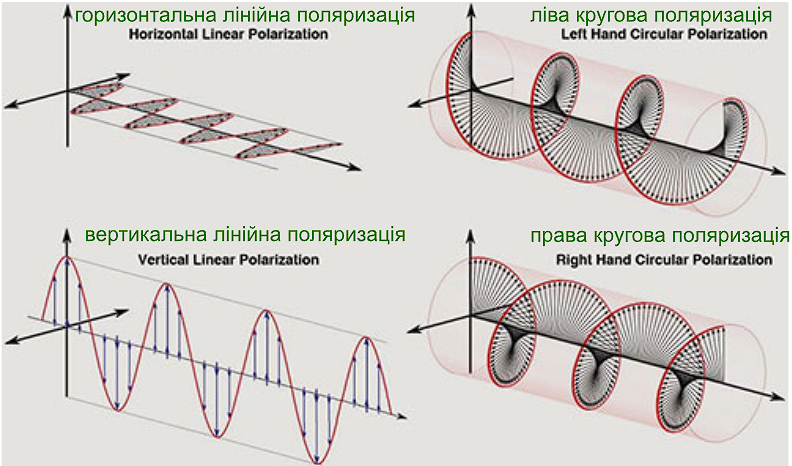 горизонтальна лінійна поляризація
Horizontal Linear Polarization
ліва кругова поляризація
Left Hand Circular Polarization
вертикальна лінійна поляризація
Vertical Linear Polarization
права кругова поляризація
Right Hand Circular Polarization